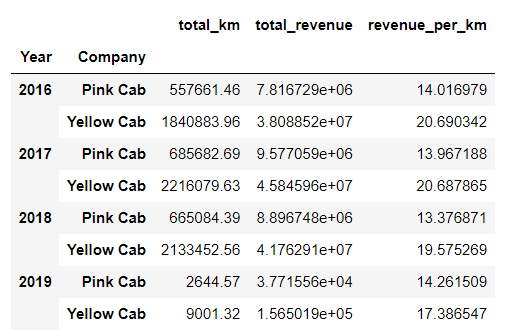 total_km total_revenue revenue_per_km
Year Company
2016 Pink Cab 557661.46 7.816729e+06 14.016979
Yellow Cab 1840883.96 3.808852e+07 20.690342
2017 Pink Cab 685682.69 9.577059e+06 13.967188
Yellow Cab 2216079.63 4.584596e+07 20.687865
2018 Pink Cab 665084.39 8.896748e+06 13.376871
Yellow Cab 2133452.56 4.176291e+07 19.575269
2019 Pink Cab 2644.57 3.771556e+04 14.261509
Yellow Cab 9001.32 1.565019e+05 17.386547